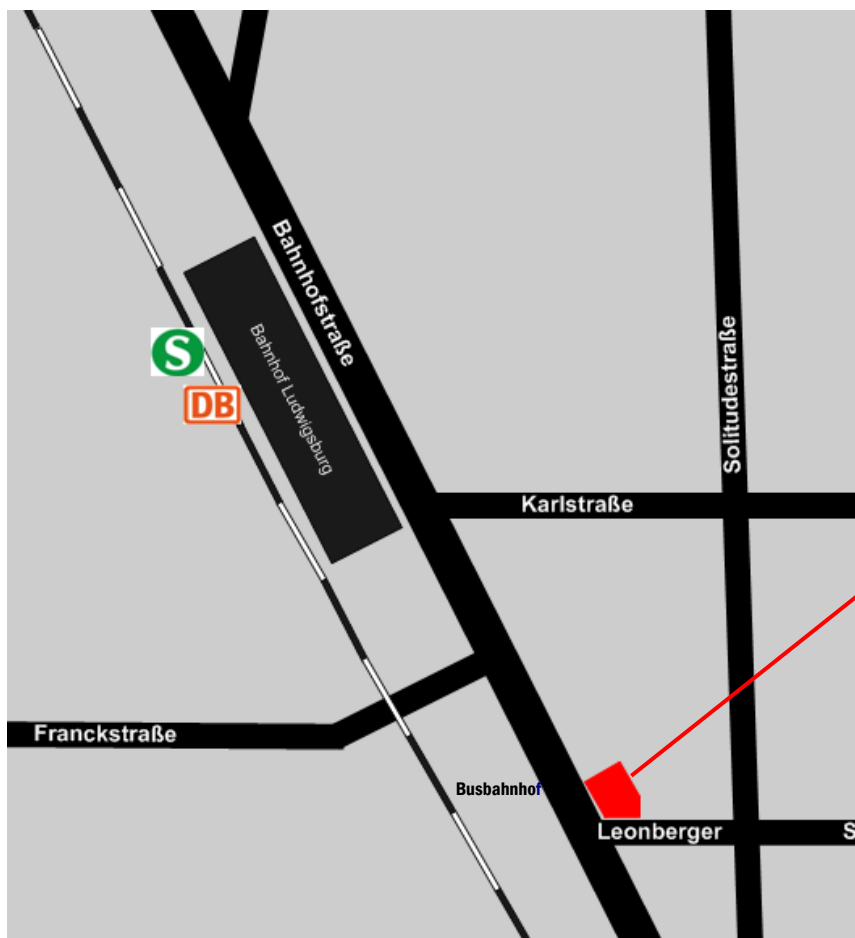 Bahnhofstraße
Bahnhof Ludwigsburg
S
DB
Solitudestraße
Karlstraße
Franckstraße
Busbahnhof
Leonberger S